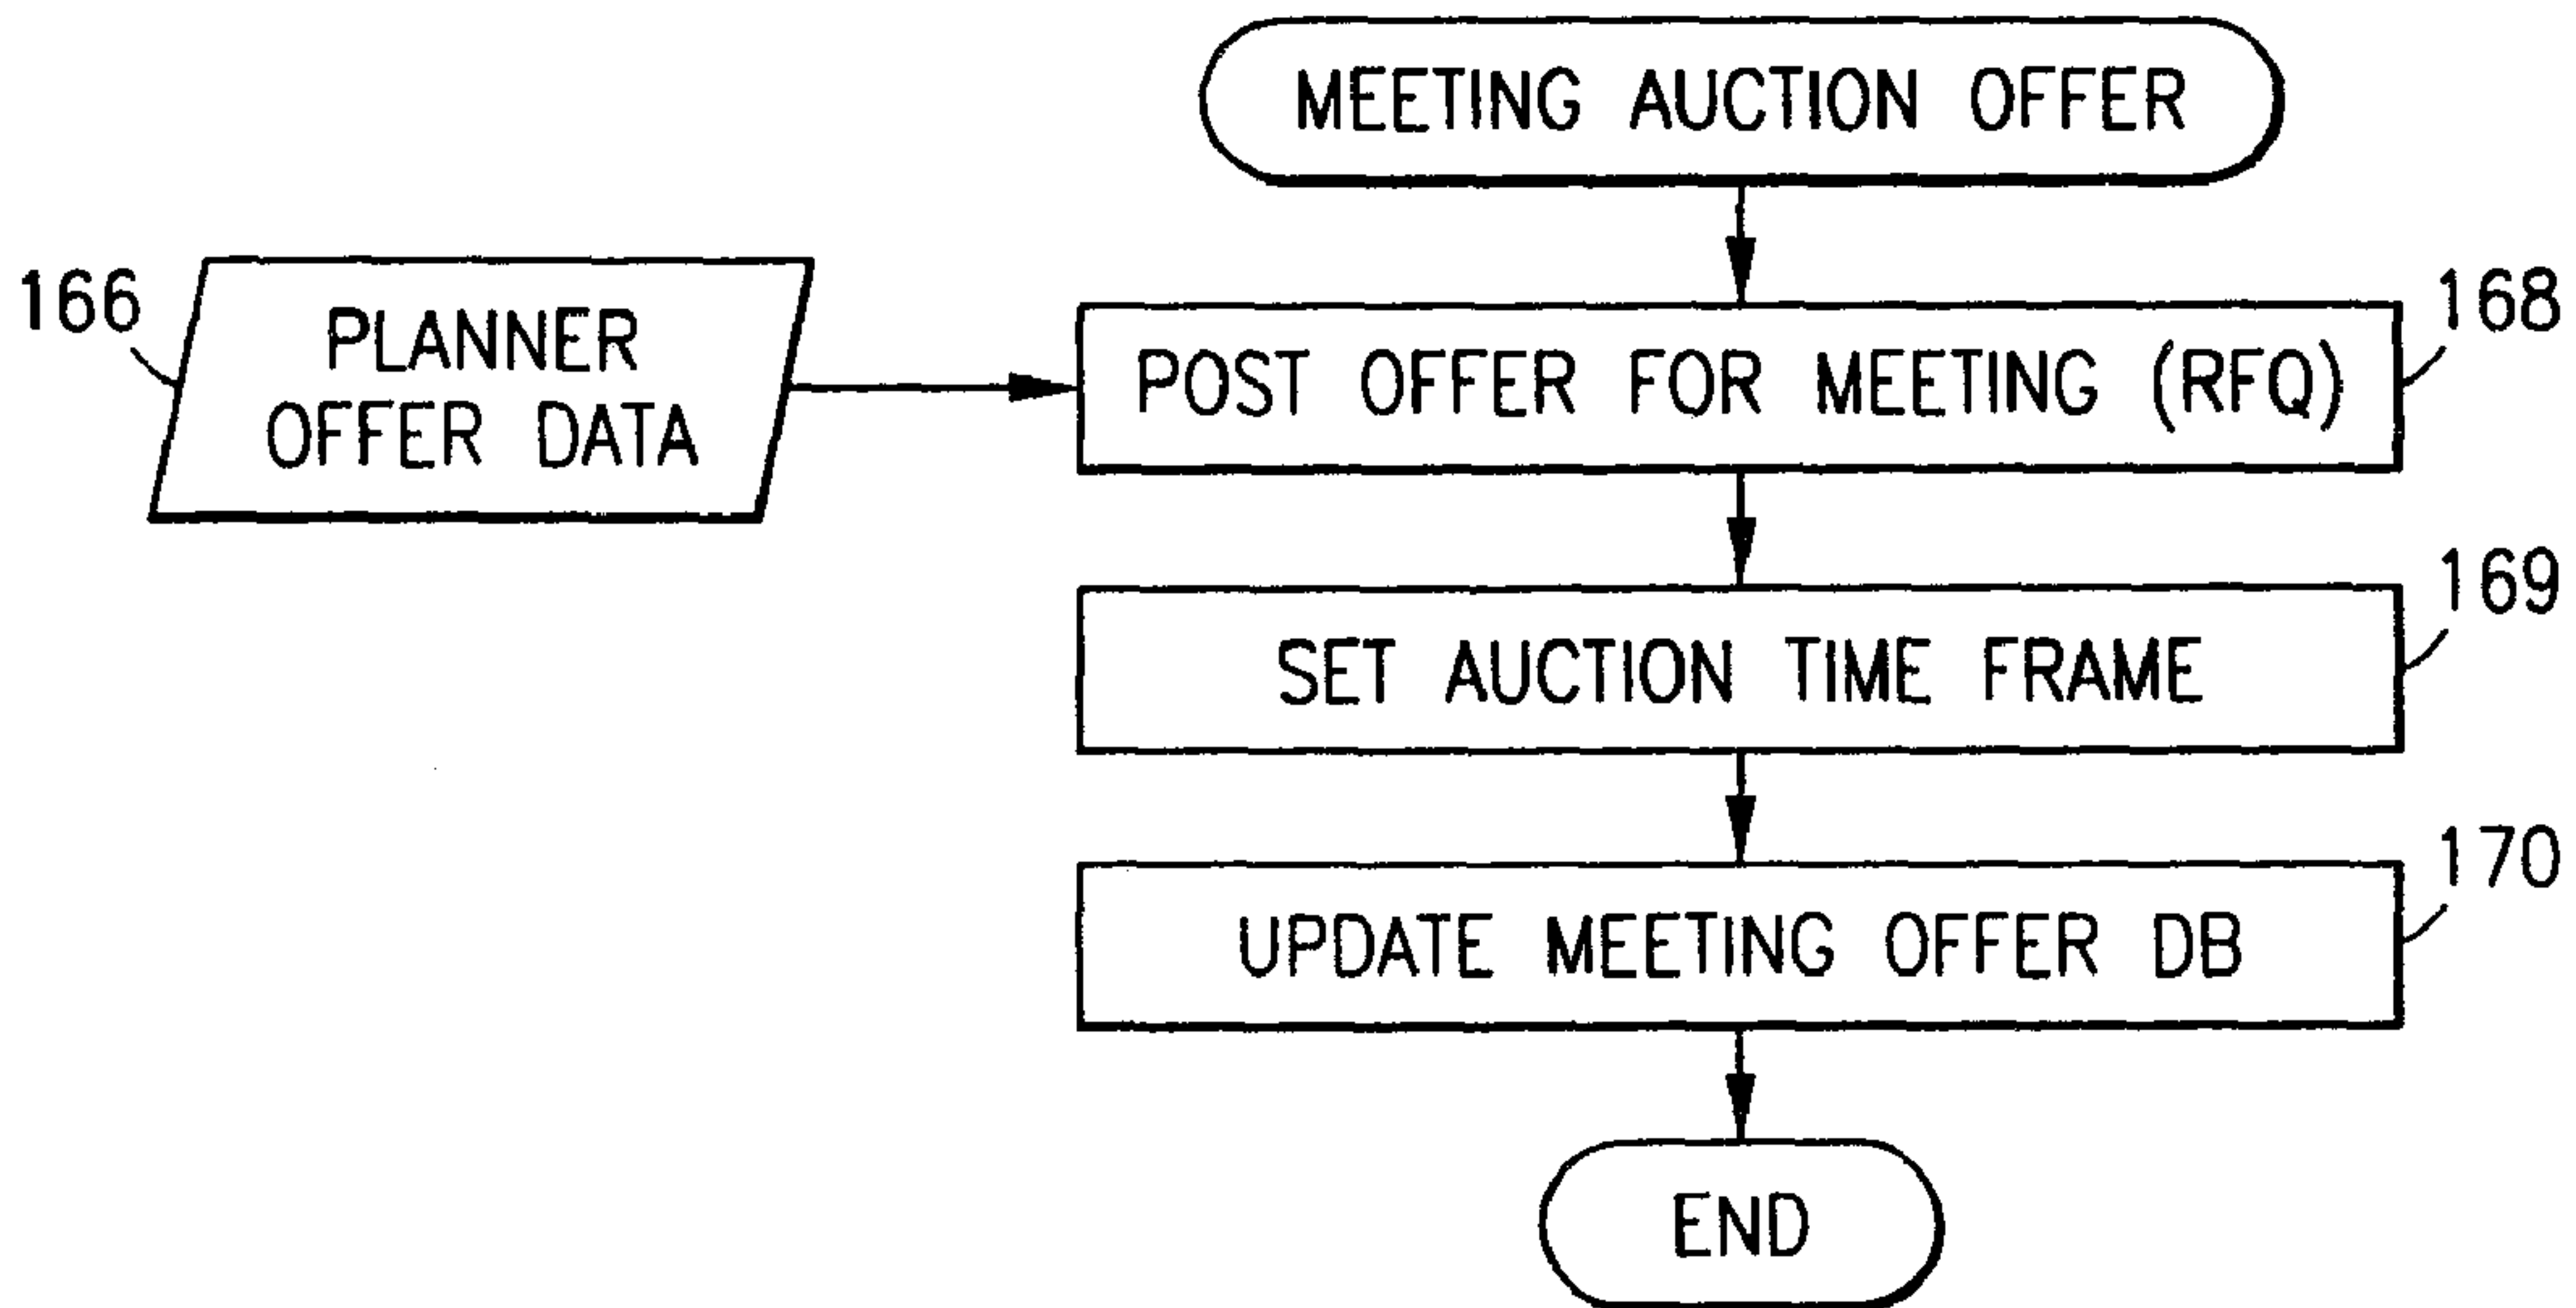 MEETING AUCTION OFFER
166
PLANNER
OFFER DATA
POST OFFER FOR MEETING (RFQ)
168
SET AUCTION TIME FRAME
169
UPDATE MEETING OFFER DB
170
END